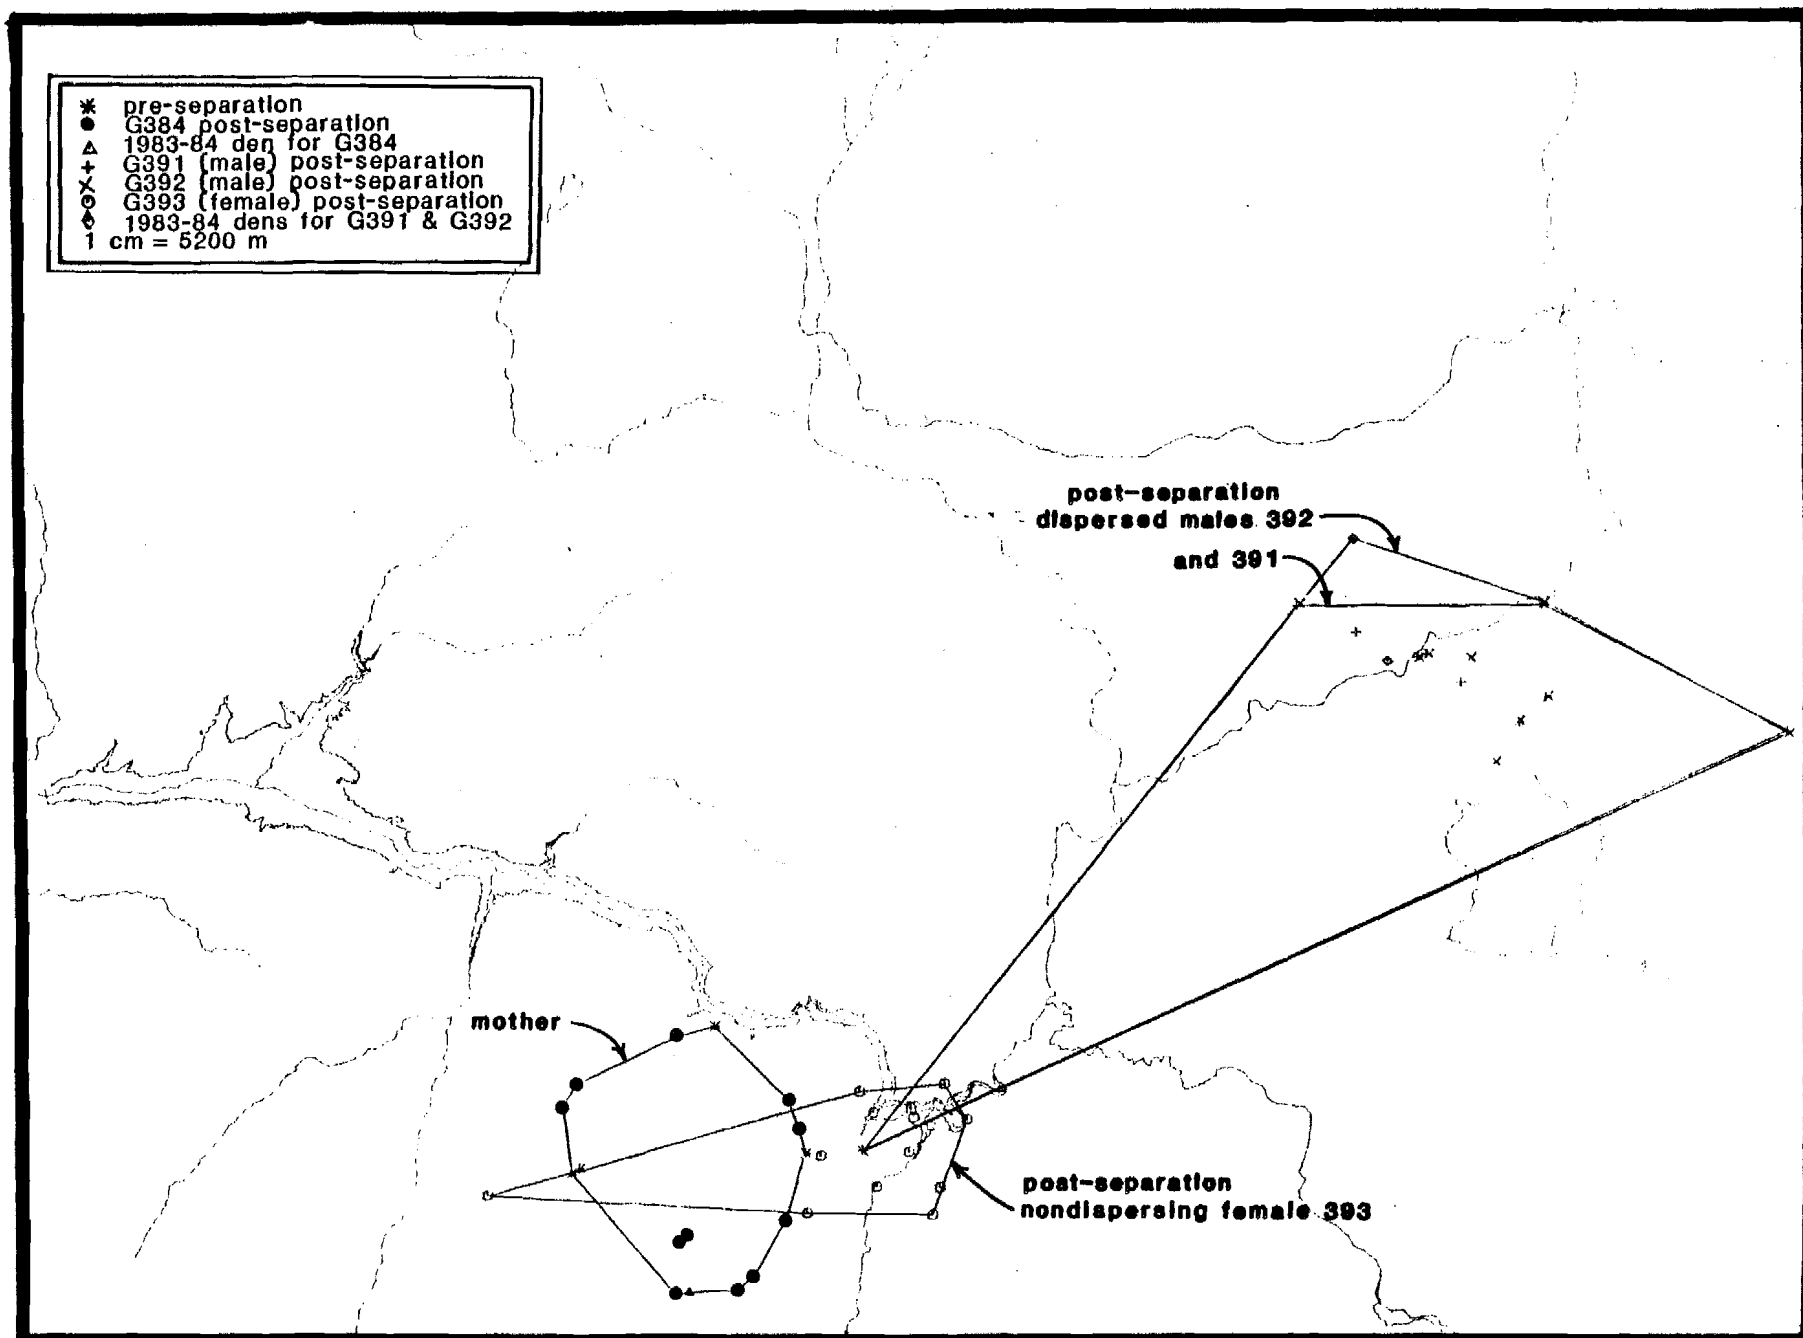 pre-separation
G384 post-separation
1983-84 den for G384
G391 (male) post-separation
G392 (male) post-separation
G393 (female) post-separation
1983-84 dens for G391 & G392
1 cm = 5200 m
post-separation
dispersed males 392
and 391
mother
post-separation
nondispersing female 393